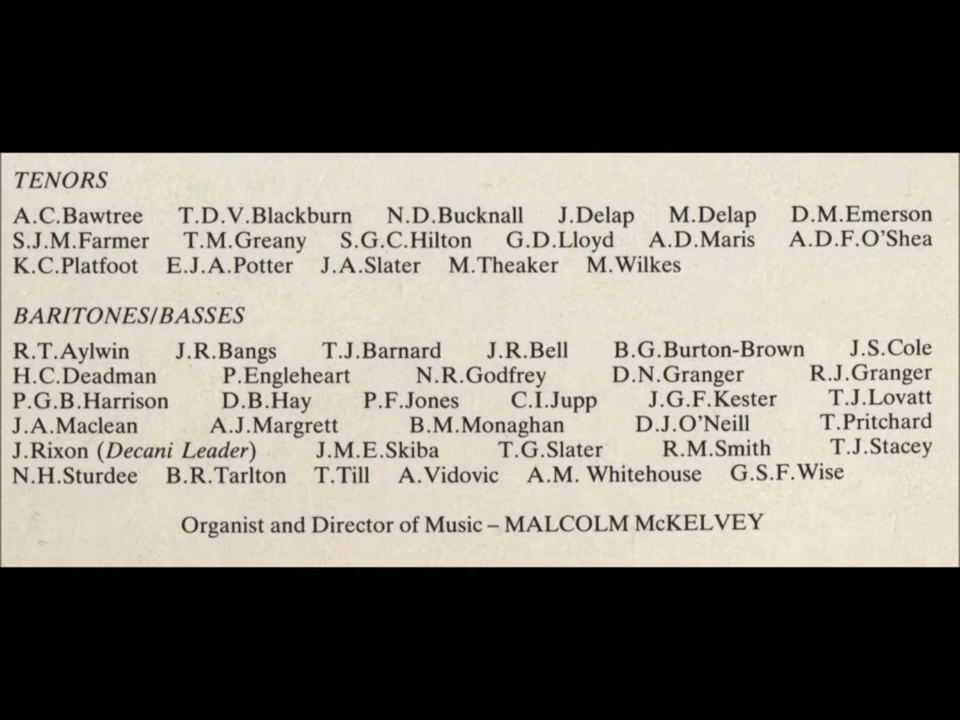 TENORS
A.C.Bawtree T.D.V.Blackburn N.D.Bucknall J.Delap M.Delap D.M.Emerson
S.J.M.Farmer T.M.Greany S.G.C.Hilton G.D.Lloyd A.D.Maris A.D.F.O'Shea
K.C.Platfoot E.J.A.Potter J.A.Slater M.Theaker M.Wilkes
BARITONES/BASSES
R.T.Aylwin J.R.Bangs T.J.Barnard J.R.Bell B.G.Burton-Brown J.S.Cole
H.C.Deadman P.Engleheart N.R.Godfrey D.N.Granger R.J.Granger
P.G.B.Harrison D.B.Hay P.F.Jones C.I.Jupp J.G.F.Kester T.J.Lovatt
J.A.Maclean A.J.Margrett B.M.Monaghan D.J.O'Neill T.Pritchard
J.Rixon (Decani Leader) J.M.E.Skiba T.G.Slater R.M.Smith T.J.Stacey
N.H.Sturdee B.R.Tarlton T.Till A.Vidovic A.M. Whitehouse G.S.F.Wise
Organist and Director of Music – MALCOLM McKELVEY